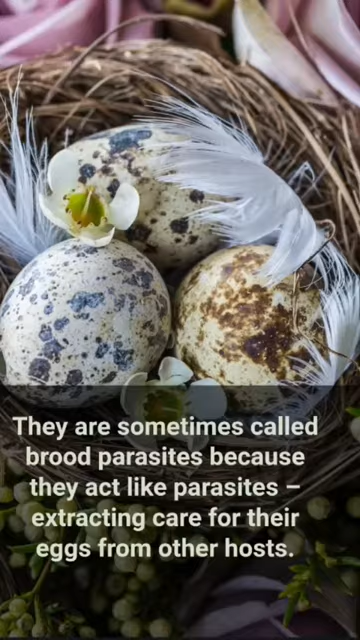 They are sometimes called
brood parasites because
they act like parasites –
extracting care for their
eggs from other hosts.